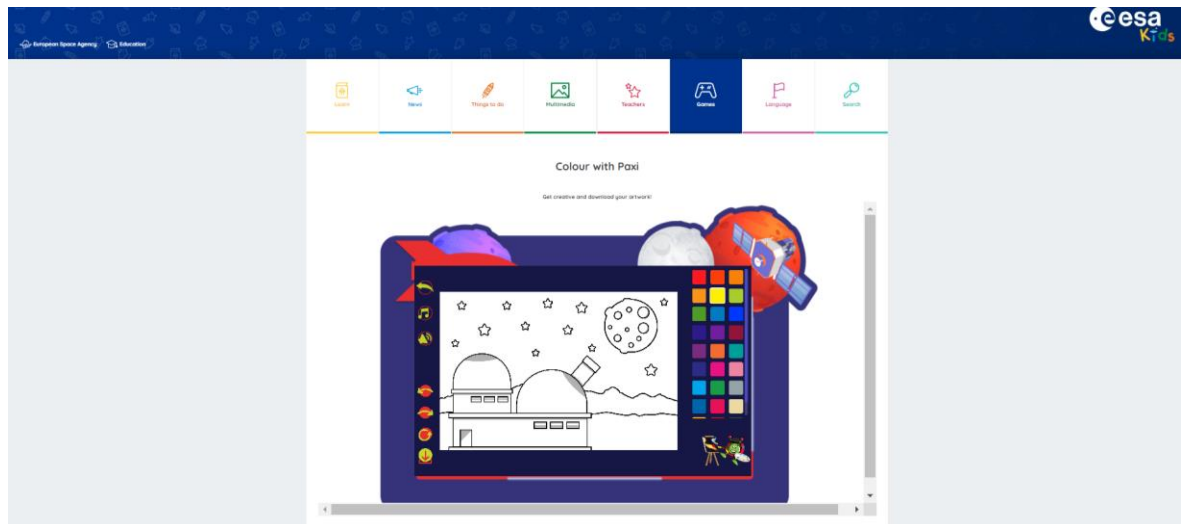 esa
Kids
European Space Agency Education
Learn News Things to do Multimedia Teachers Games Language Search
Colour with Paxi
Get creative and download your artwork!